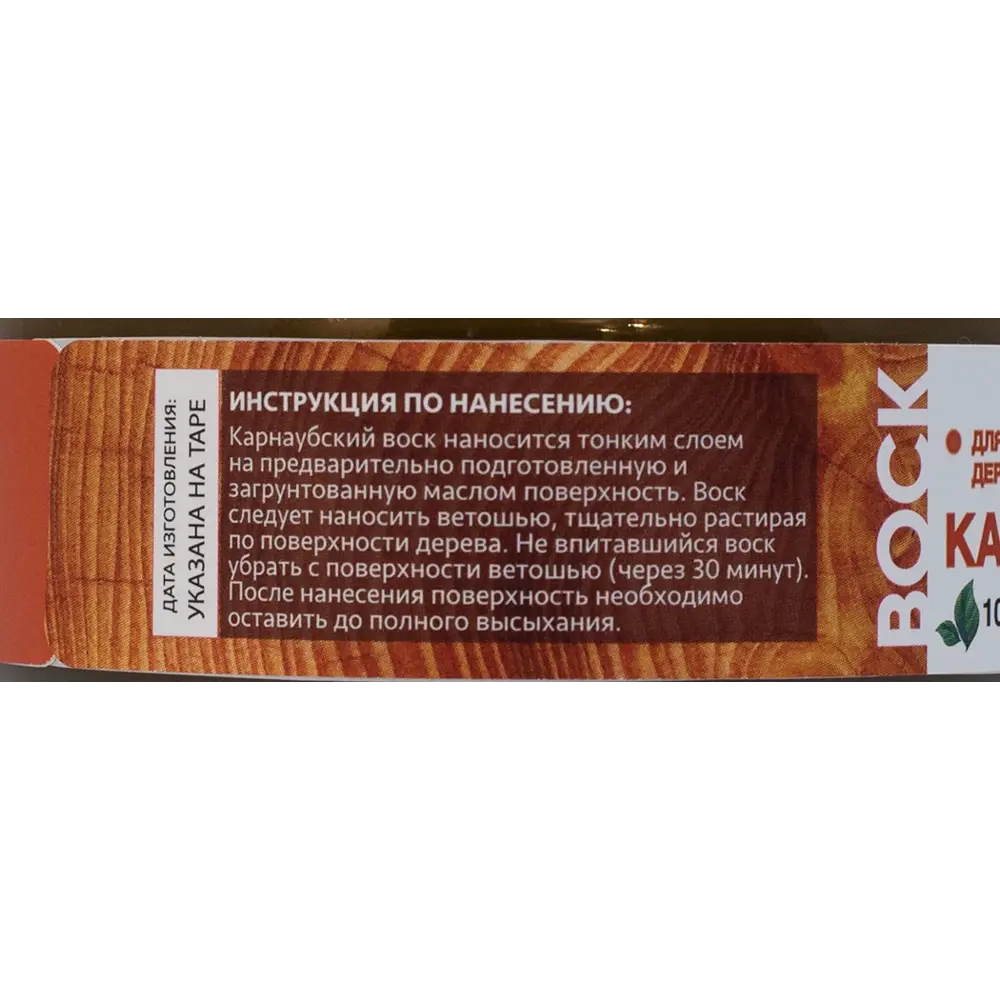 ДАТА ИЗГОТОВЛЕНИЯ:
УКАЗАНА НА ТАРЕ
ИНСТРУКЦИЯ ПО НАНЕСЕНИЮ:
Карнаубский воск наносится тонким слоем
на предварительно подготовленную и
загрунтованную маслом поверхность. Воск
следует наносить ветошью, тщательно растирая
по поверхности дерева. Не впитавшийся воск
убрать с поверхности ветошью (через 30 минут).
После нанесения поверхность необходимо
оставить до полного высыхания.
ВОСК